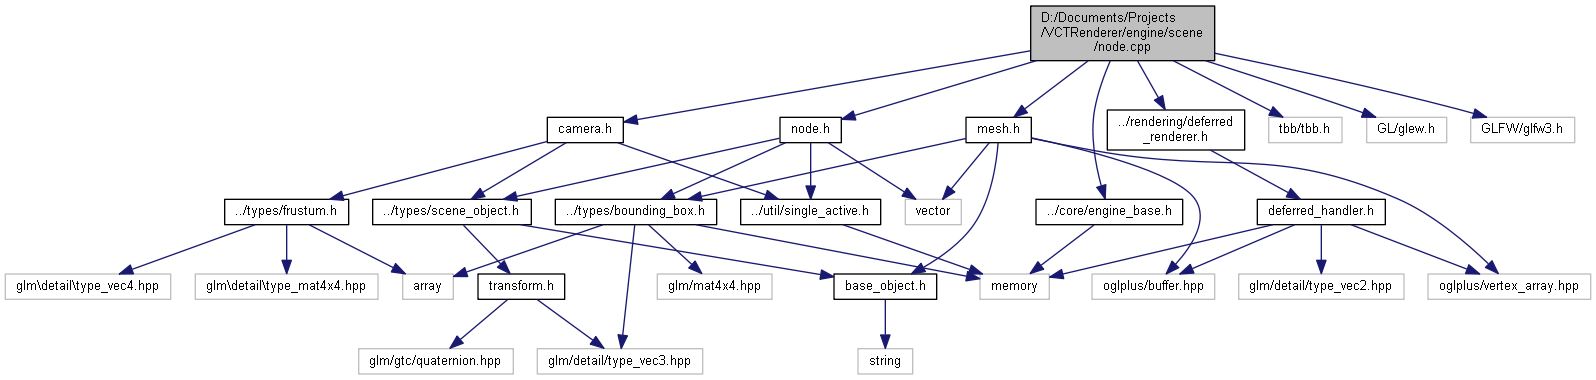 D:/Documents/Projects
/VCTRenderer/engine/scene
/node.cpp
camera.h
node.h
mesh.h
../rendering/deferred
_renderer.h
tbb/tbb.h
GL/glew.h
GLFW/glfw3.h
../types/frustum.h
../types/scene_object.h
../types/bounding_box.h
../util/single_active.h
vector
../core/engine_base.h
deferred_handler.h
glm\detail\type_vec4.hpp
glm\detail\type_mat4x4.hpp
array
transform.h
glm/mat4x4.hpp
base_object.h
memory
oglplus/buffer.hpp
glm/detail/type_vec2.hpp
oglplus/vertex_array.hpp
glm/gtc/quaternion.hpp
glm/detail/type_vec3.hpp
string